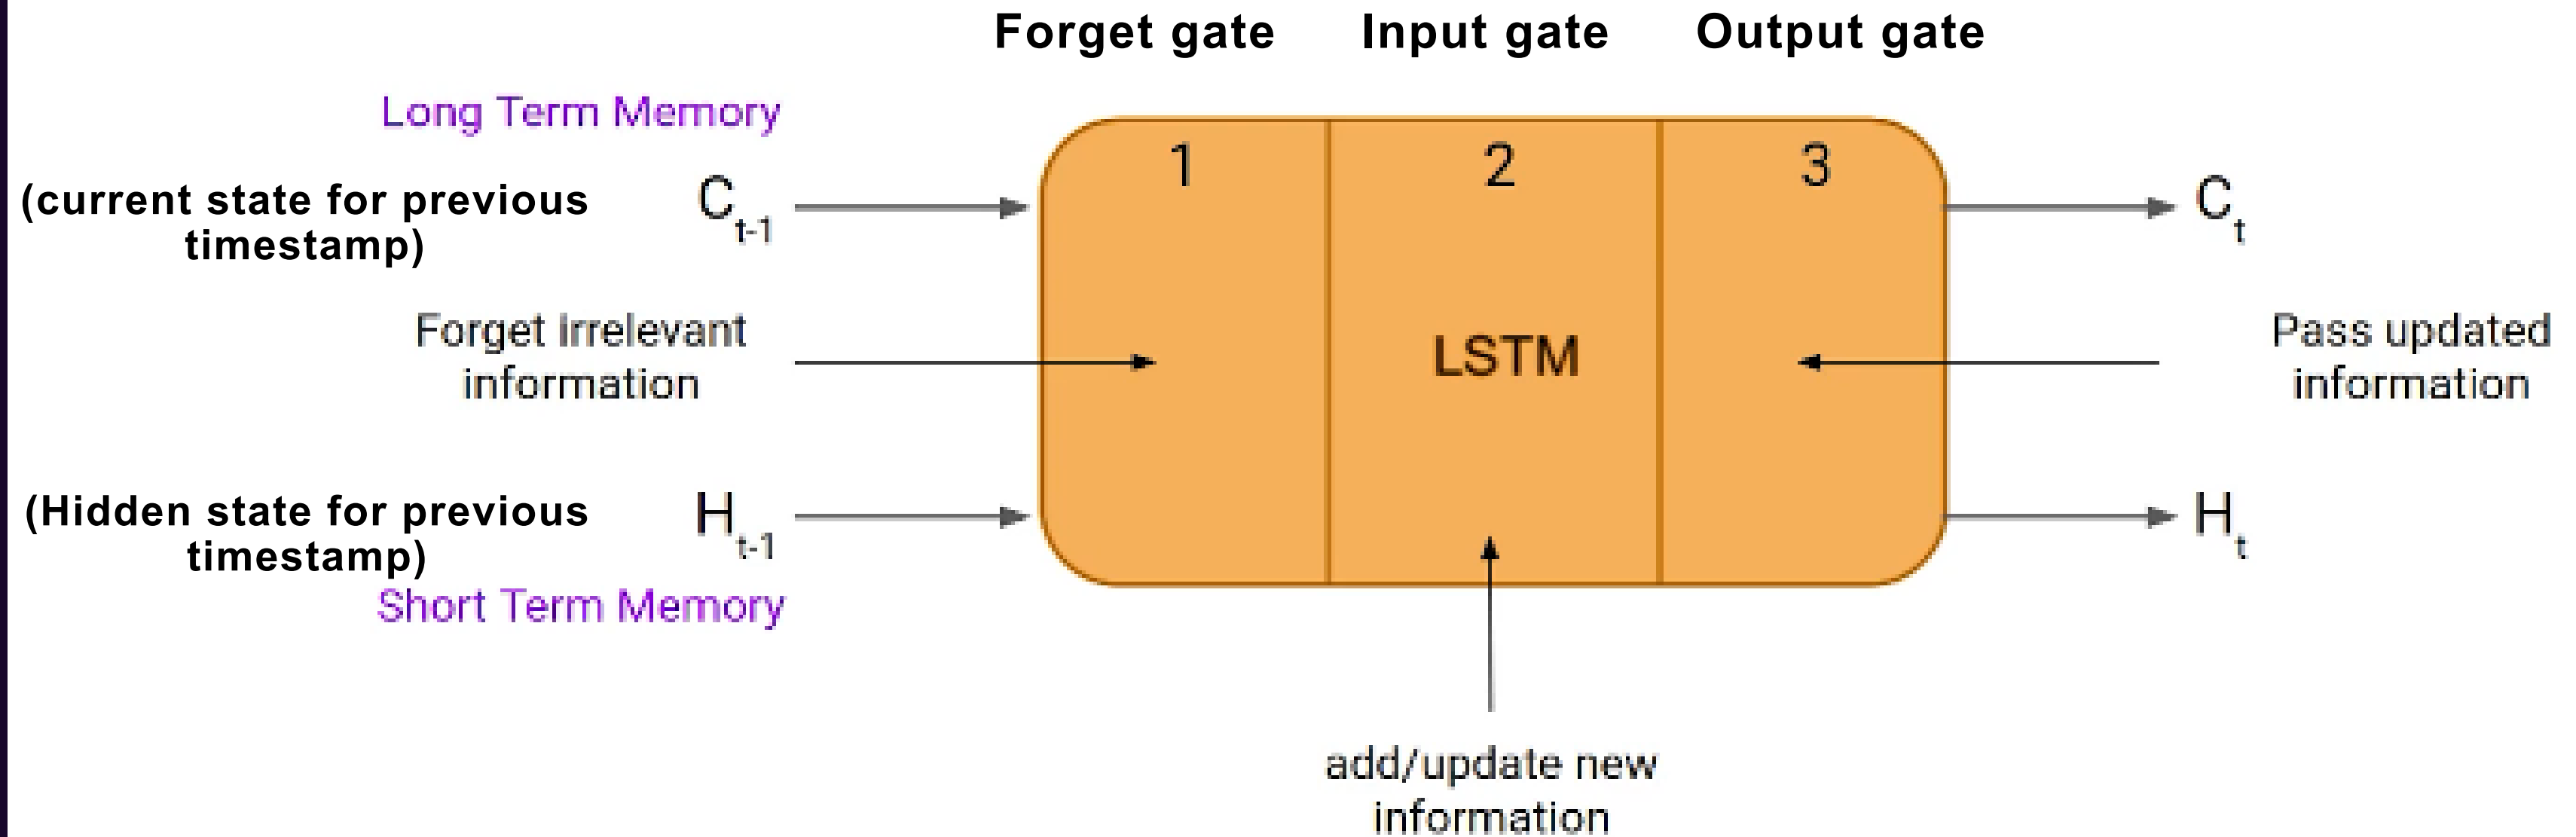 Forget gate Input gate Output gate
Long Term Memory
1 2 3
(current state for previous
timestamp)
C t-1
C t
Forget irrelevant
information
LSTM
Pass updated
information
(Hidden state for previous
timestamp)
H t-1
H t
Short Term Memory
add/update new
information